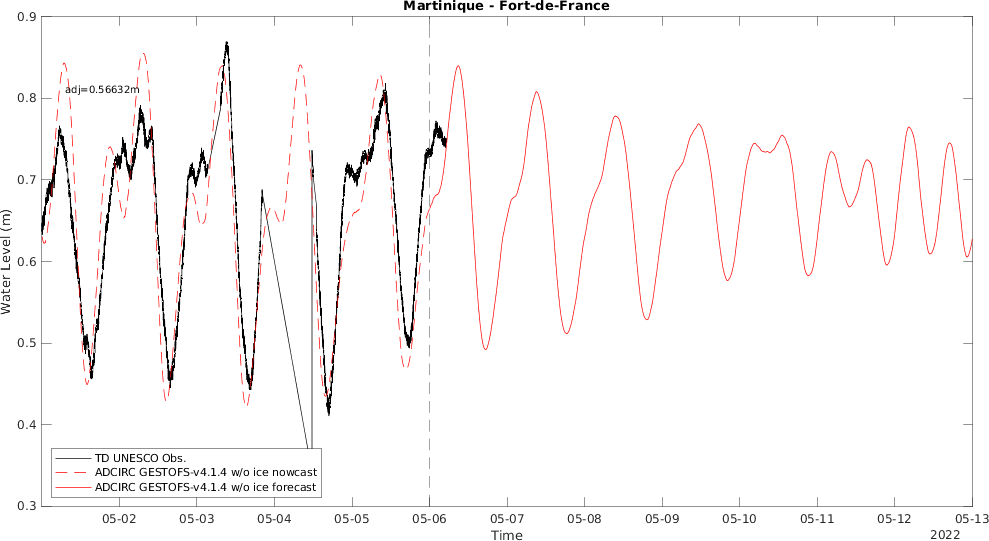 Martinique - Fort-de-France
0.9
0.8
0.7
0.6
0.5
0.4
0.3
Water Level (m)
adj=0.56632m
TD UNESCO Obs.
ADCIRC GESTOFS-v4.1.4 w/o ice nowcast
ADCIRC GESTOFS-v4.1.4 w/o ice forecast
05-02 05-03 05-04 05-05 05-06 05-07 05-08 05-09 05-10 05-11 05-12 05-13
Time
2022